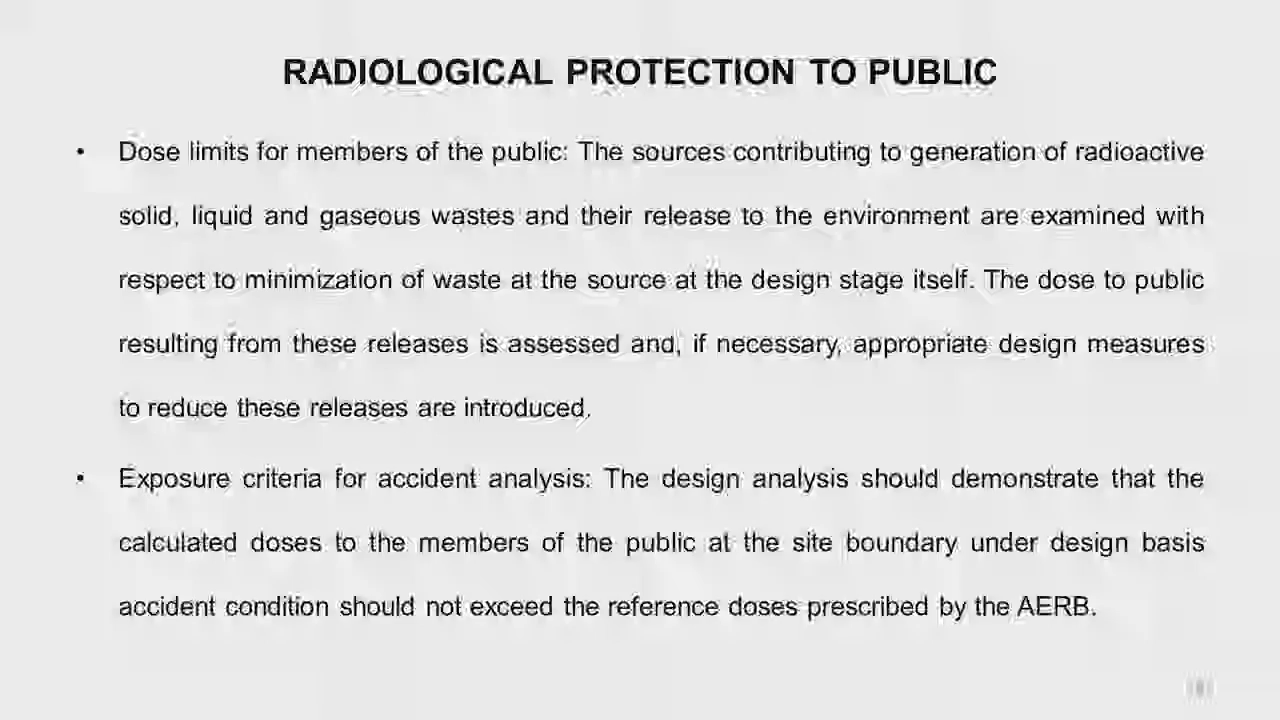 RADIOLOGICAL PROTECTION TO PUBLIC
• Dose limits for members of the public: The sources contributing to generation of radioactive
solid, liquid and gaseous wastes and their release to the environment are examined with
respect to minimization of waste at the source at the design stage itself. The dose to public
resulting from these releases is assessed and, if necessary, appropriate design measures
to reduce these releases are introduced.
• Exposure criteria for accident analysis: The design analysis should demonstrate that the
calculated doses to the members of the public at the site boundary under design basis
accident condition should not exceed the reference doses prescribed by the AERB.